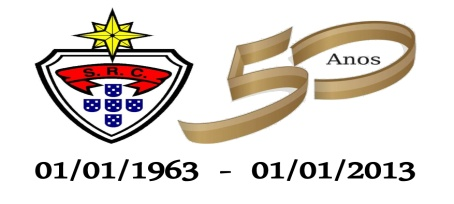 S. R. C.
50 Anos
01/01/1963 - 01/01/2013